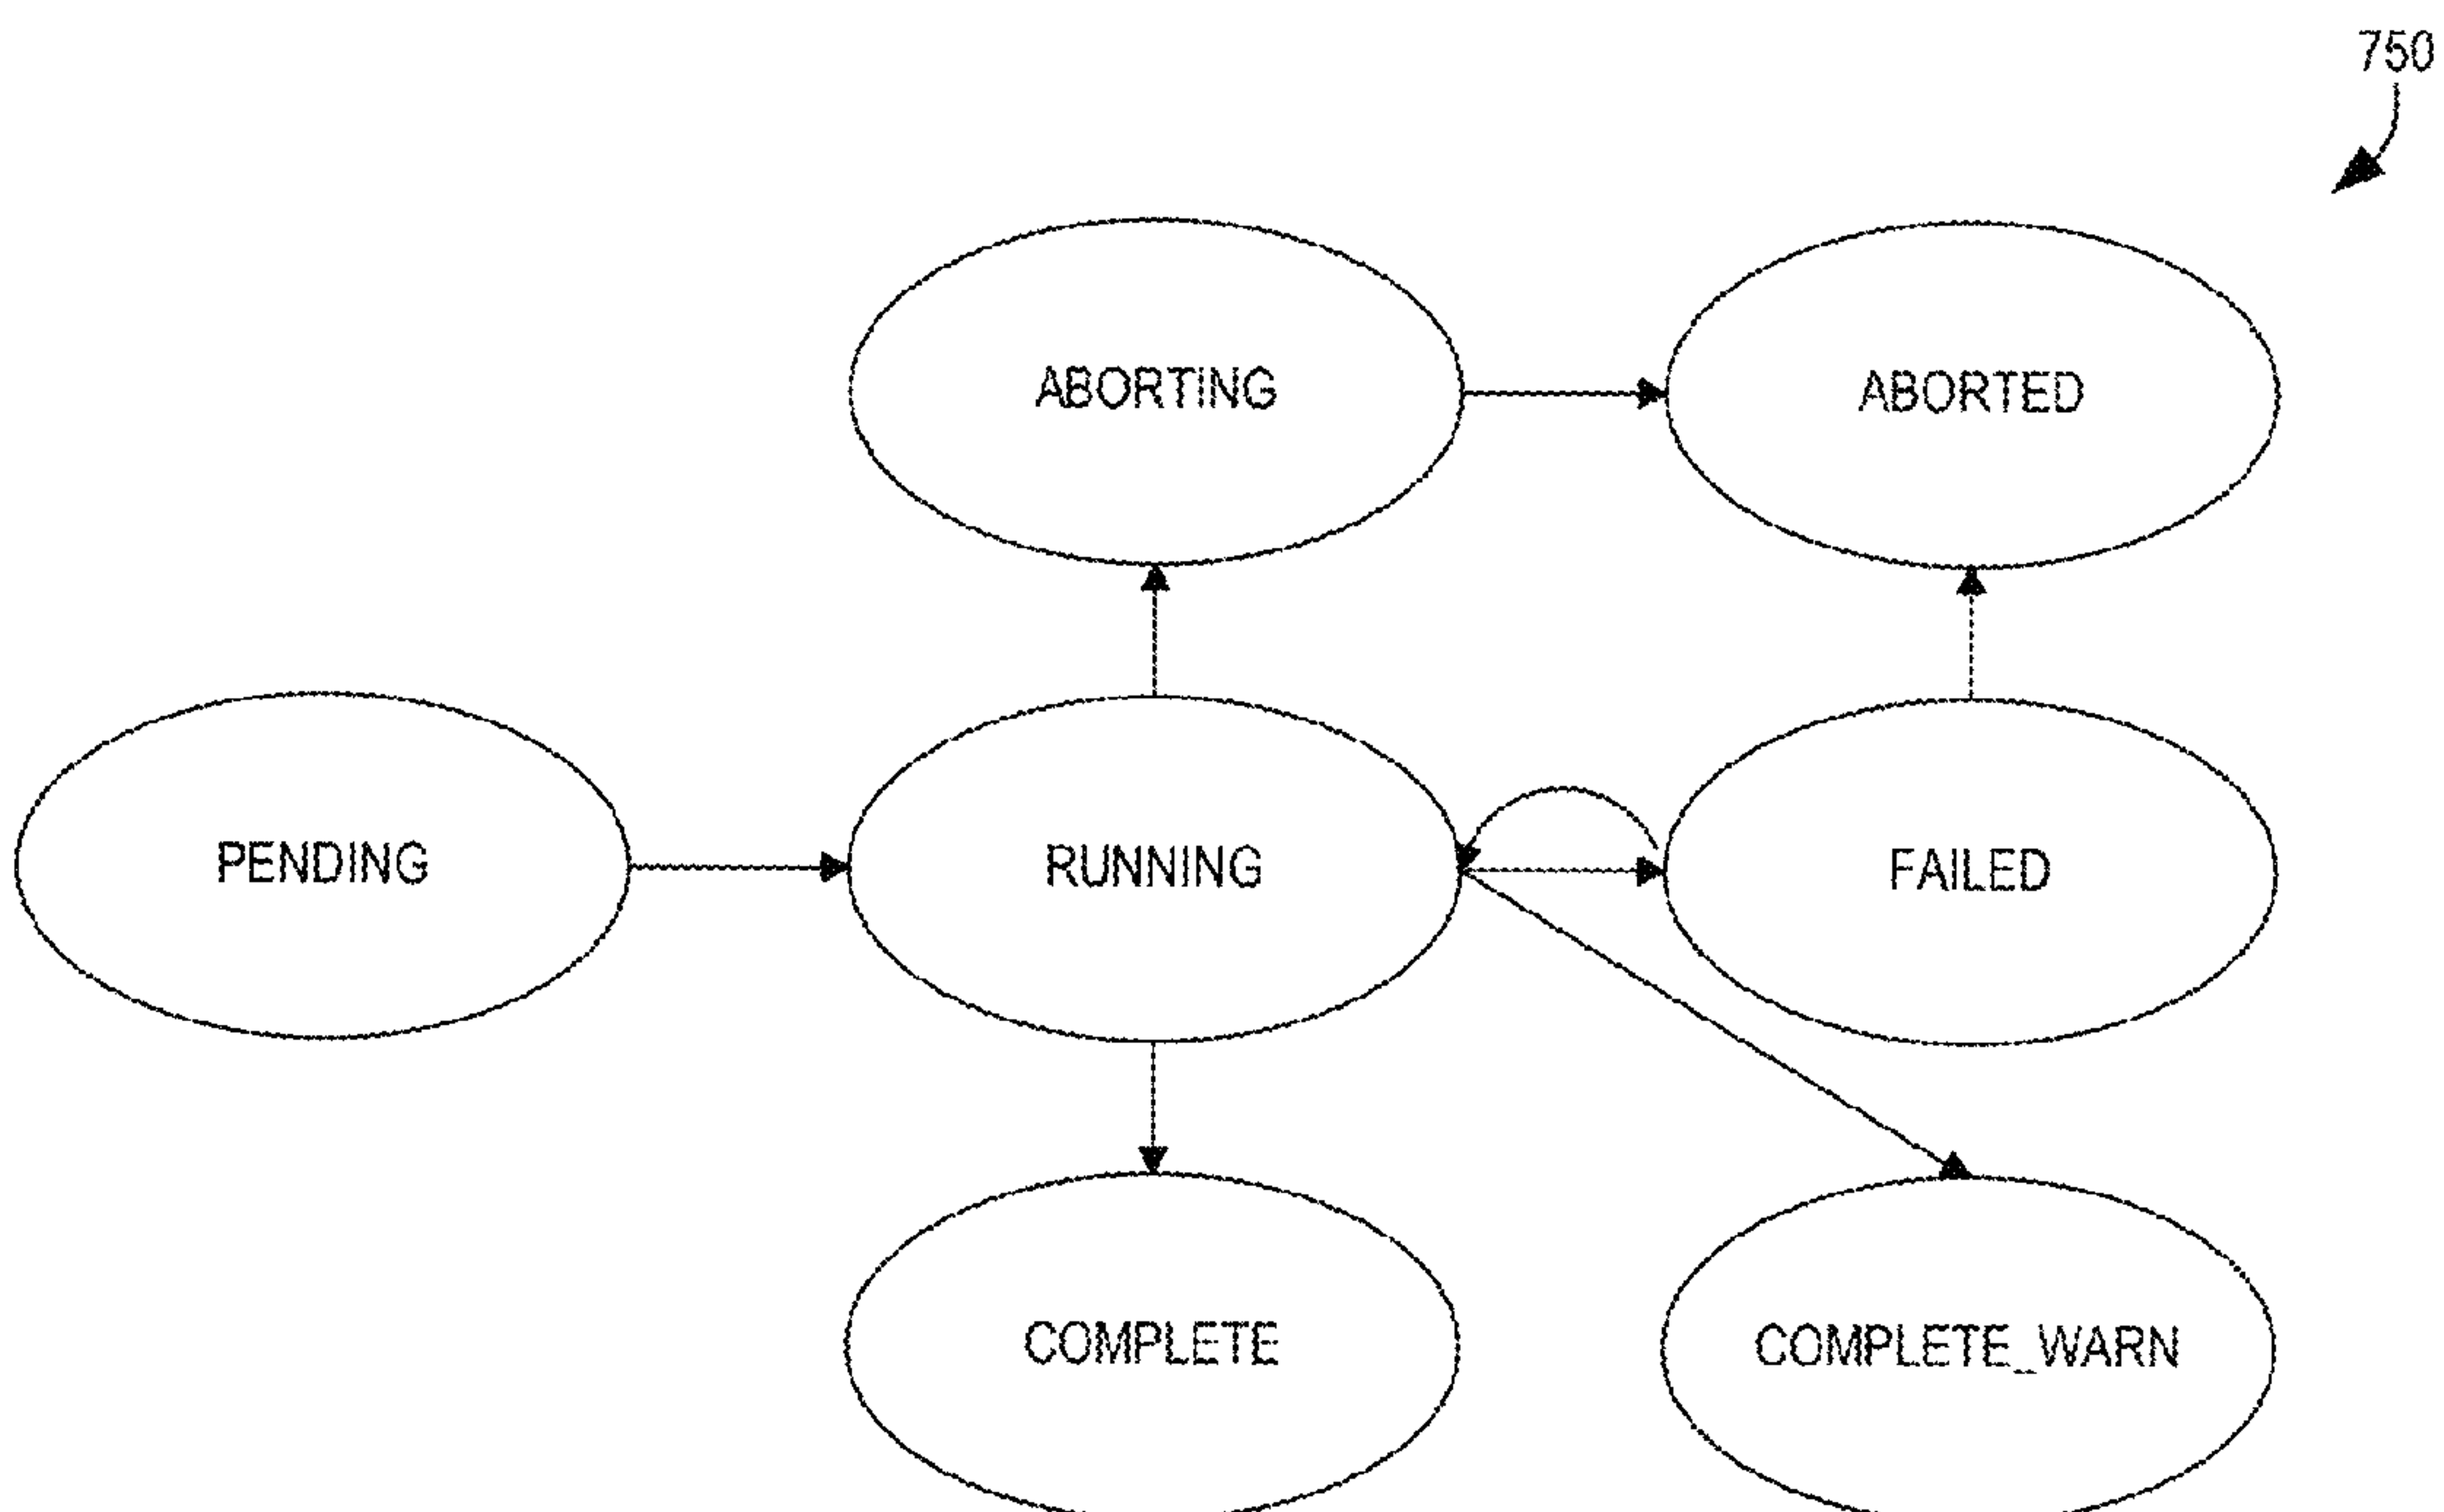 750
ABORTING
ABORTED
PENDING
RUNNING
FAILED
COMPLETE
COMPLETE_WARN